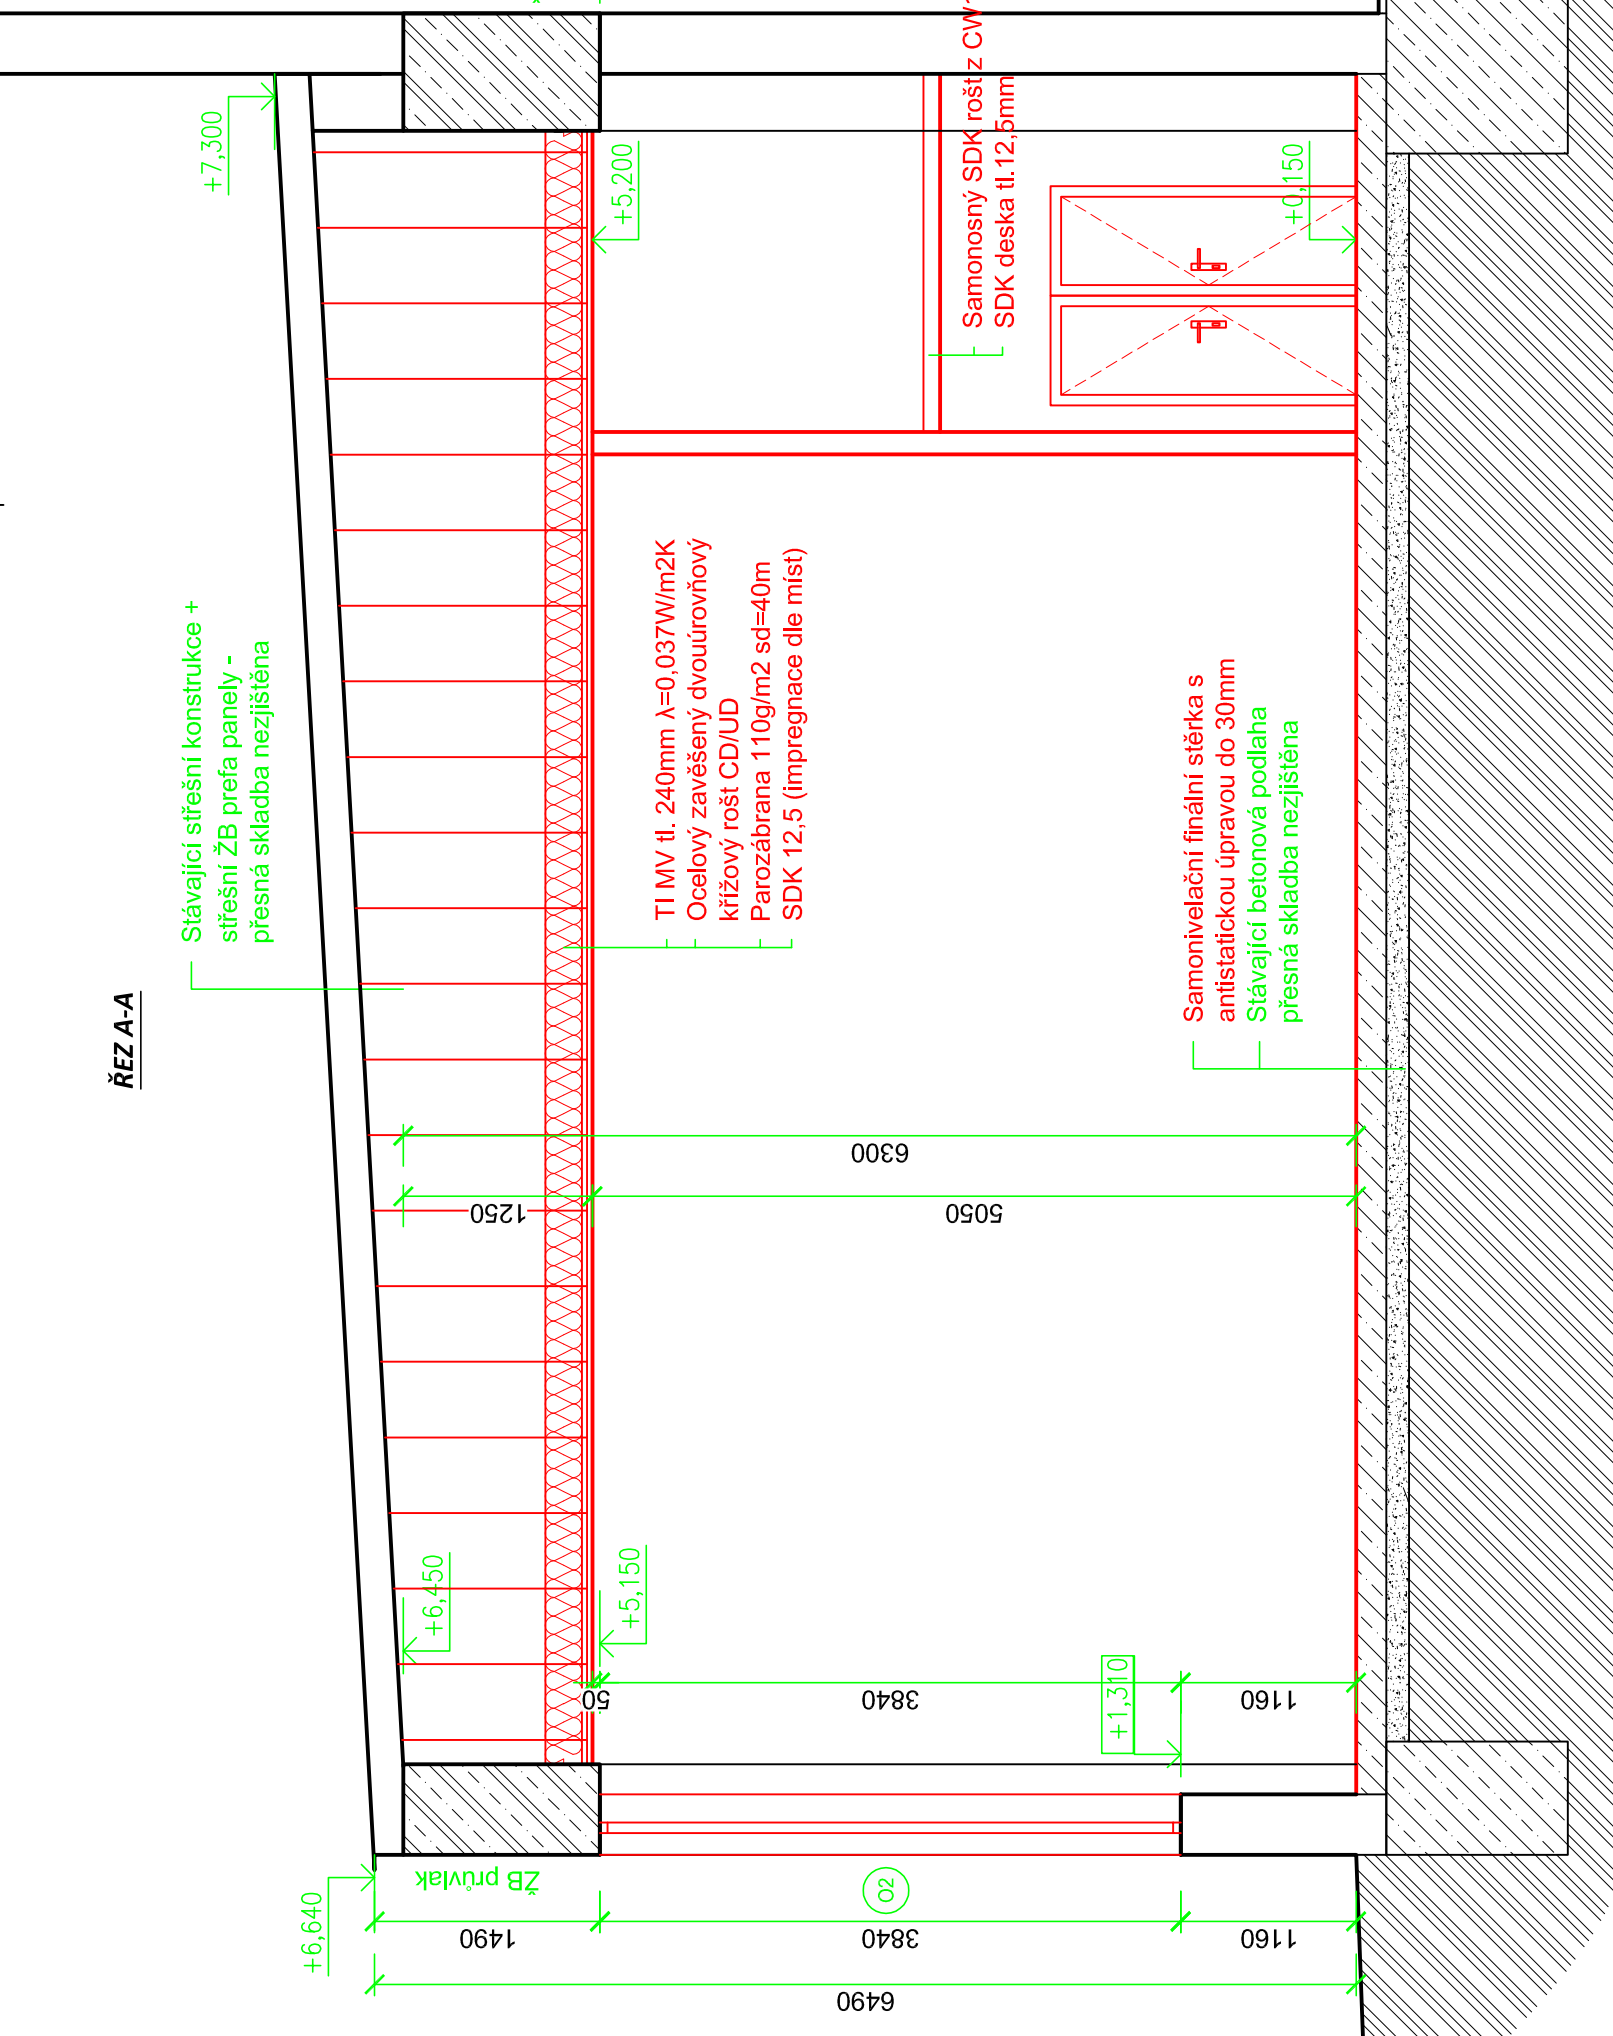 ŘEZ A-A
Stávající střešní konstrukce +
střešní ŽB prefa panely -
přesná skladba nezjištěna
+7,300
+6,640
+6,450
+5,200
+5,150
+1,310
+0,150
TI MV tl. 240mm λ=0,037W/m2K
Ocelový zavěšený dvouúrovňový
křížový rošt CD/UD
Parozábrana 110g/m2 sd=40m
SDK 12,5 (impregnace dle míst)
Samonosný SDK rošt z CW
SDK deska tl.12,5mm
Samonivelační finální stěrka s
antistatickou úpravou do 30mm
Stávající betonová podlaha
přesná skladba nezjištěna
6300
1250
5050
50
3840
1160
ŽB průvlak
O2
1490
3840
1160
6490